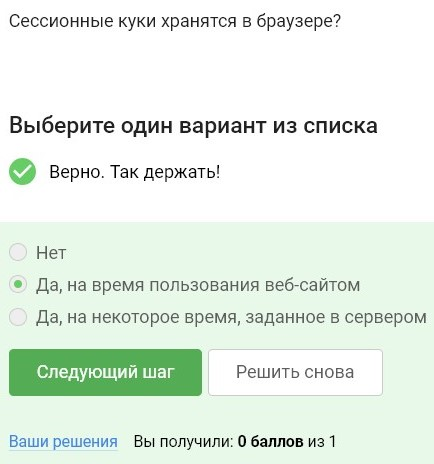 Сессионные куки хранятся в браузере?
Выберите один вариант из списка
Верно. Так держать!
Нет
Да, на время пользования веб-сайтом
Да, на некоторое время, заданное в сервером
Следующий шаг
Решить снова
Ваши решения Вы получили: 0 баллов из 1